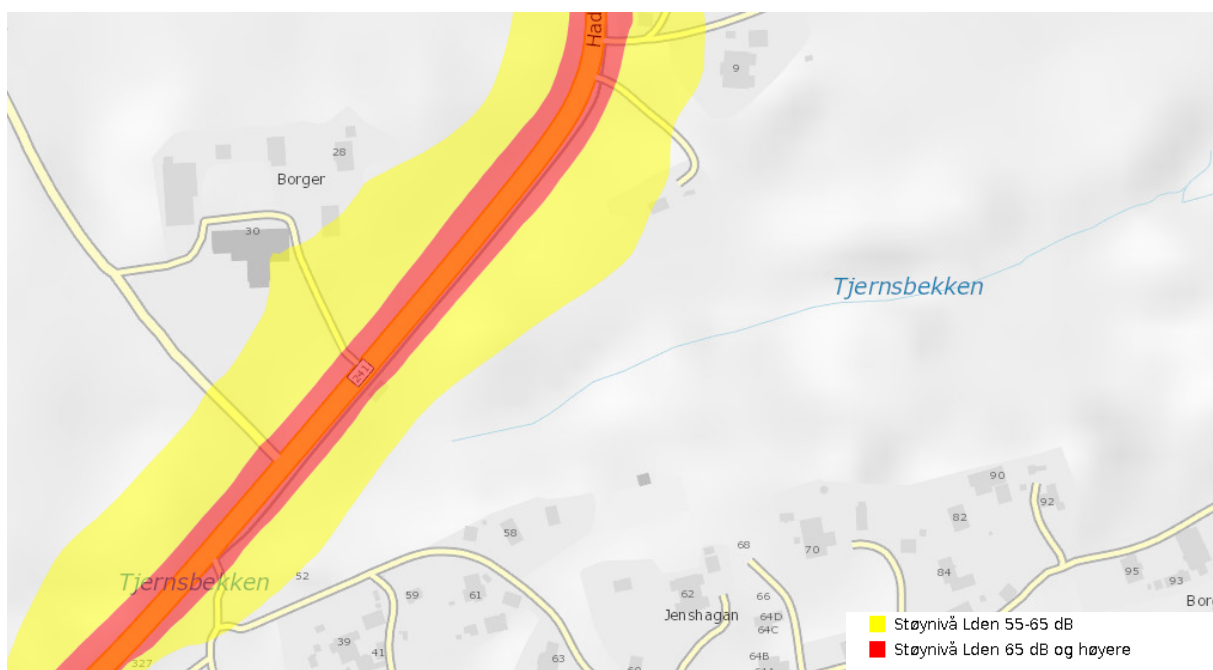 Had
9
28
Borger
30
Tjernsbekken
241
90
92
58
82
68
70
Tjernsbekken
52
59
61
62
66
84
95
93
64D
Jenshagan
64C
Bor
39
41
63
64B
327
Støynivå Lden 55-65 dB
Støynivå Lden 65 dB og høyere